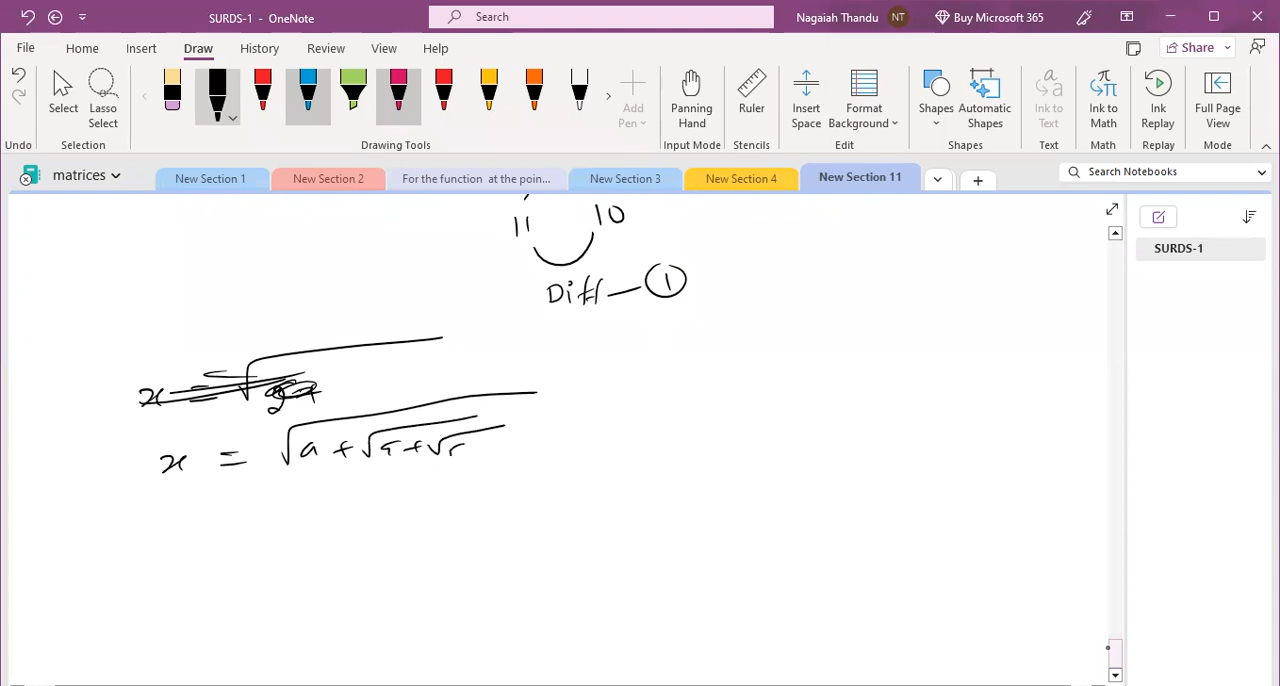 SURDS-1 - OneNote
Search
Nagaiah Thandu NT
Buy Microsoft 365
File Home Insert Draw History Review View Help
Share
Select
Lasso Select
Add Pen
Panning Hand
Ruler
Insert Space
Format Background
Shapes
Automatic Shapes
Ink to Text
Ink to Math
Ink Replay
Full Page View
Undo Selection Drawing Tools Input Mode Stencils Edit Shapes Text Math Replay Mode
matrices
New Section 1 New Section 2 For the function at the poin... New Section 3 New Section 4 New Section 11
Search Notebooks
SURDS-1
11 10
Diff — 1
x = √a + √a + √